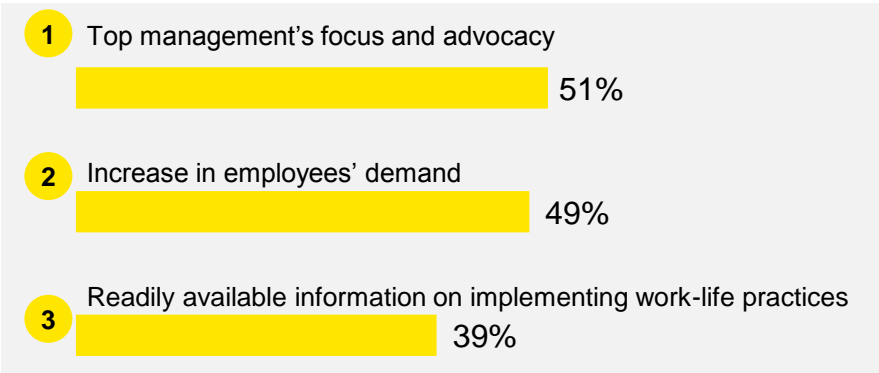 1 Top management’s focus and advocacy
51%
2 Increase in employees’ demand
49%
Readily available information on implementing work-life practices
3
39%